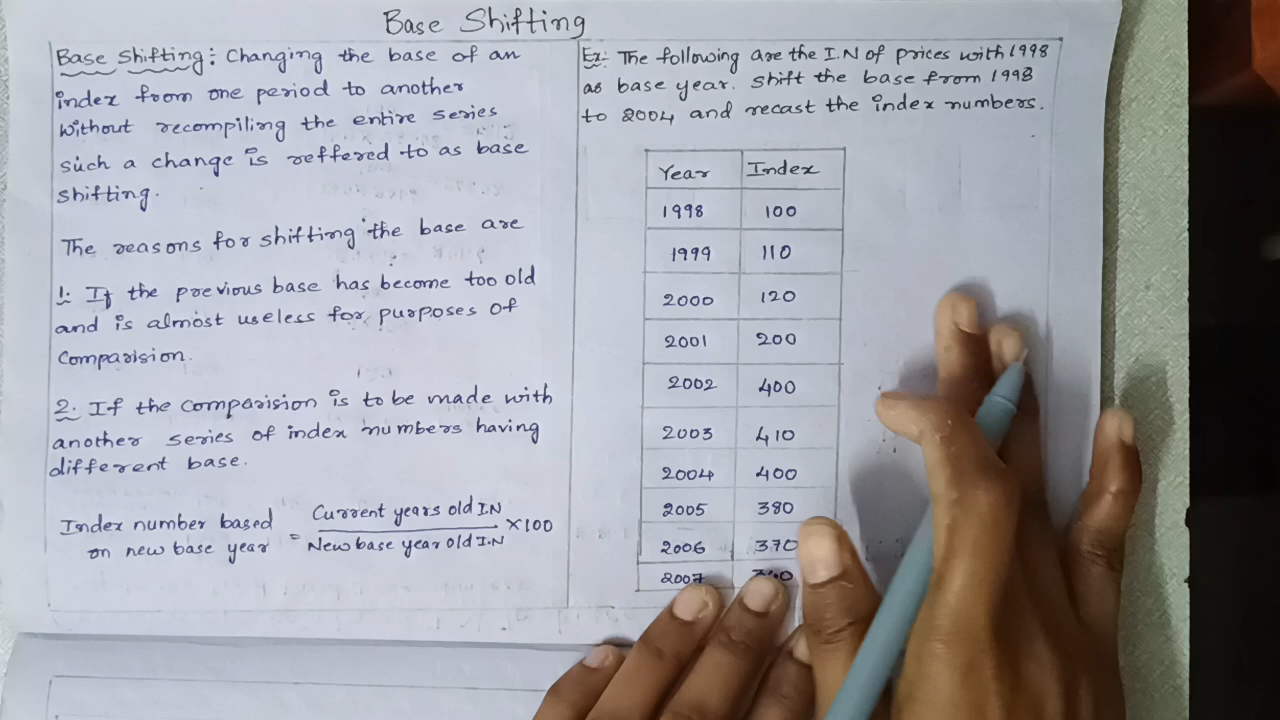 Base Shifting
Base Shifting: Changing the base of an
index from one period to another
without recompiling the entire series
such a change is reffered to as base
shifting.
The reasons for shifting the base are
1. If the previous base has become too old
and is almost useless for purposes of
Comparision.
2. If the comparision is to be made with
another series of index numbers having
different base.
Index number based on new base year = Current years old IN / New base year old I.N ×100
Ex: The following are the I.N of prices with 1998
as base year. Shift the base from 1998
to 2004 and recast the index numbers.
Year Index
1998 100
1999 110
2000 120
2001 200
2002 400
2003 410
2004 400
2005 380
2006 370
2007